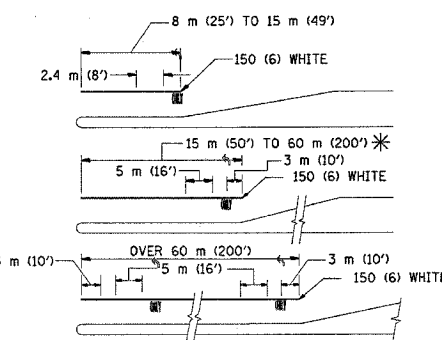 8 m (25') TO 15 m (49')
2.4 m (8')
150 (6) WHITE
15 m (50') TO 60 m (200') *
5 m (16')
3 m (10')
150 (6) WHITE
OVER 60 m (200')
m (10')
5 m (16')
3 m (10')
150 (6) WHIT